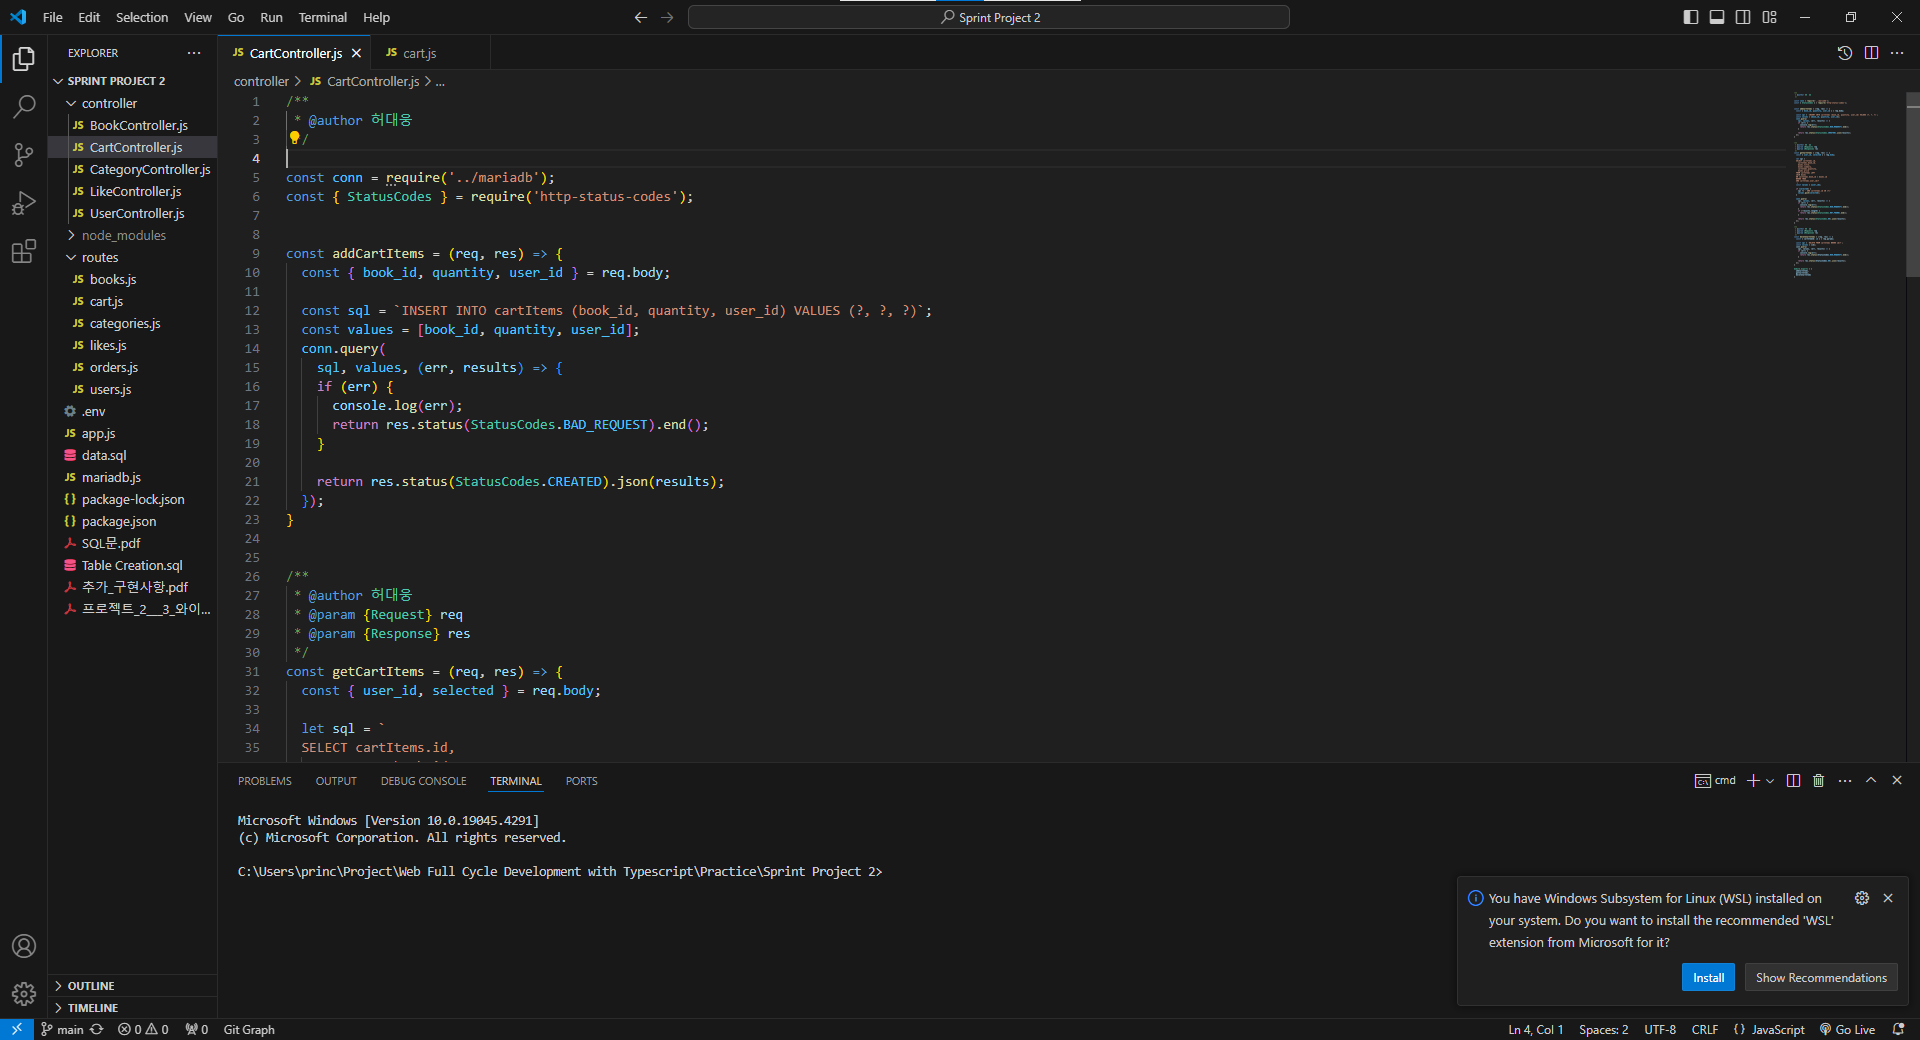 File Edit Selection View Go Run Terminal Help
Sprint Project 2
EXPLORER
SPRINT PROJECT 2
controller
JS BookController.js
JS CartController.js
JS CategoryController.js
JS LikeController.js
JS UserController.js
node_modules
routes
JS books.js
JS cart.js
JS categories.js
JS likes.js
JS orders.js
JS users.js
.env
JS app.js
data.sql
JS mariadb.js
{} package-lock.json
{} package.json
SQL문.pdf
Table Creation.sql
추가_구현사항.pdf
프로젝트_2__3_와이...
OUTLINE
TIMELINE
JS CartController.js
JS cart.js
controller > JS CartController.js > ...
1 /**
2 * @author 허대웅
3 /
4
5 const conn = require('../mariadb');
6 const { StatusCodes } = require('http-status-codes');
7
8
9 const addCartItems = (req, res) => {
10 const { book_id, quantity, user_id } = req.body;
11
12 const sql = `INSERT INTO cartItems (book_id, quantity, user_id) VALUES (?, ?, ?)`;
13 const values = [book_id, quantity, user_id];
14 conn.query(
15 sql, values, (err, results) => {
16 if (err) {
17 console.log(err);
18 return res.status(StatusCodes.BAD_REQUEST).end();
19 }
20
21 return res.status(StatusCodes.CREATED).json(results);
22 });
23 }
24
25
26 /**
27 * @author 허대웅
28 * @param {Request} req
29 * @param {Response} res
30 */
31 const getCartItems = (req, res) => {
32 const { user_id, selected } = req.body;
33
34 let sql = `
35 SELECT cartItems.id,
PROBLEMS OUTPUT DEBUG CONSOLE TERMINAL PORTS
cmd
Microsoft Windows [Version 10.0.19045.4291]
(c) Microsoft Corporation. All rights reserved.
C:\Users\princ\Project\Web Full Cycle Development with Typescript\Practice\Sprint Project 2>
You have Windows Subsystem for Linux (WSL) installed on
your system. Do you want to install the recommended 'WSL'
extension from Microsoft for it?
Install
Show Recommendations
main 0 0 0 Git Graph
Ln 4, Col 1 Spaces: 2 UTF-8 CRLF {} JavaScript Go Live